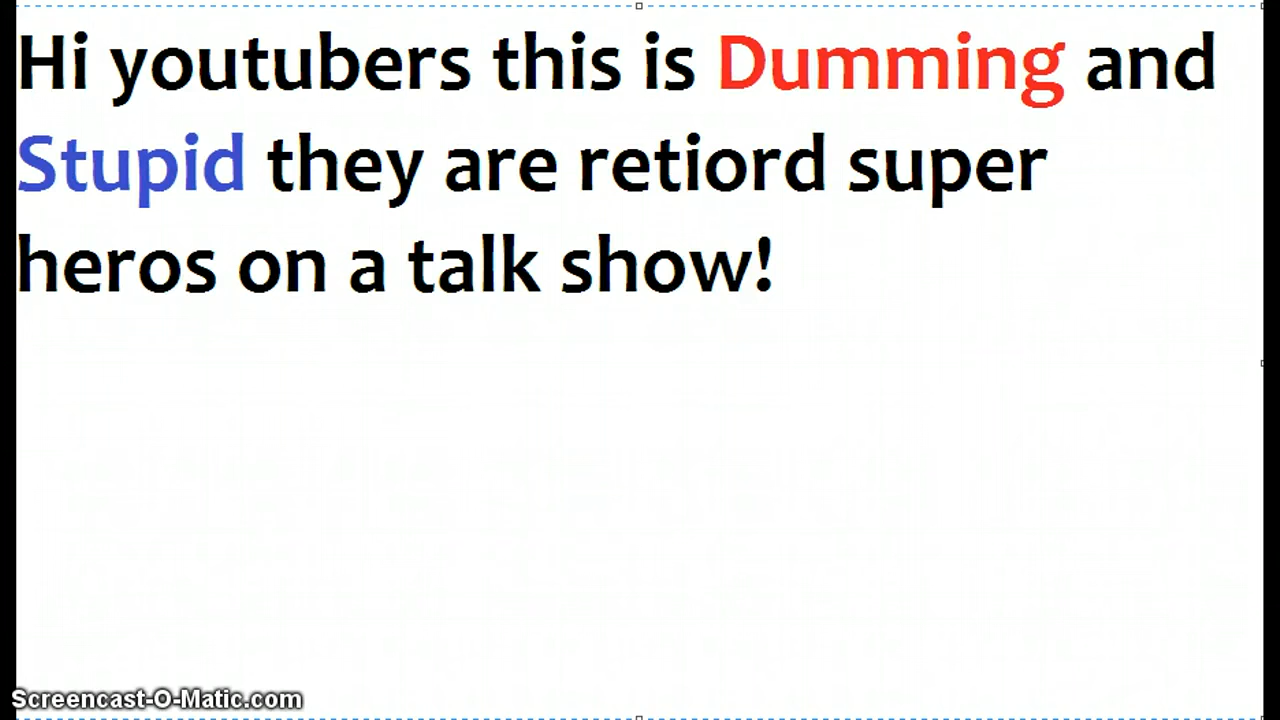 Hi youtubers this is Dumming and
Stupid they are retiord super
heros on a talk show!
Screencast-O-Matic.com